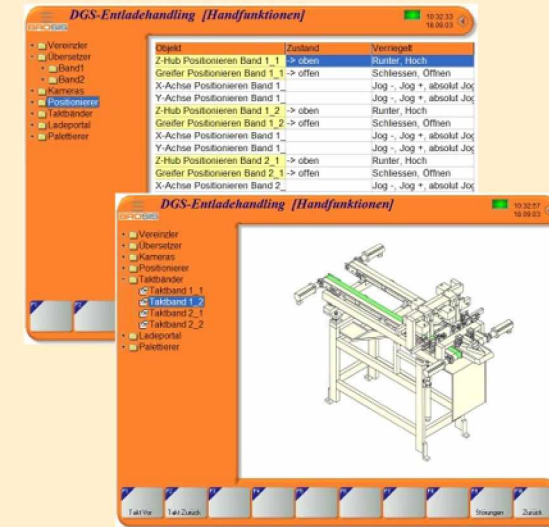 DGS-Entladehandling [Handfunktionen]
10:32:33
18.09.03
Vereinzler
Übersetzer
Band1
Band2
Kameras
Positionierer
Taktbänder
Ladeportal
Palettierer
Objekt Zustand Verriegelt
Z-Hub Positionieren Band 1_1 -> oben Runter, Hoch
Greifer Positionieren Band 1_1 -> offen Schliessen, Öffnen
X-Achse Positionieren Band 1_ Jog -, Jog +, absolut Jog
Y-Achse Positionieren Band 1_ Jog -, Jog +, absolut Jog
Z-Hub Positionieren Band 1_2 -> oben Runter, Hoch
Greifer Positionieren Band 1_2 -> offen Schliessen, Öffnen
X-Achse Positionieren Band 1_ Jog -, Jog +, absolut Jog
Y-Achse Positionieren Band 1_ Jog -, Jog +, absolut Jog
Z-Hub Positionieren Band 2_1 -> oben Runter, Hoch
Greifer Positionieren Band 2_1 -> offen Schliessen, Öffnen
X-Achse Positionieren Band 2_ Jog -, Jog +, absolut Jog
F1 F2
DGS-Entladehandling [Handfunktionen]
10:32:57
18.09.03
Vereinzler
Übersetzer
Kameras
Positionierer
Taktbänder
Taktband 1_1
Taktband 1_2
Taktband 2_1
Taktband 2_2
Ladeportal
Palettierer
Takt Vor Takt Zurück Störungen Zurück